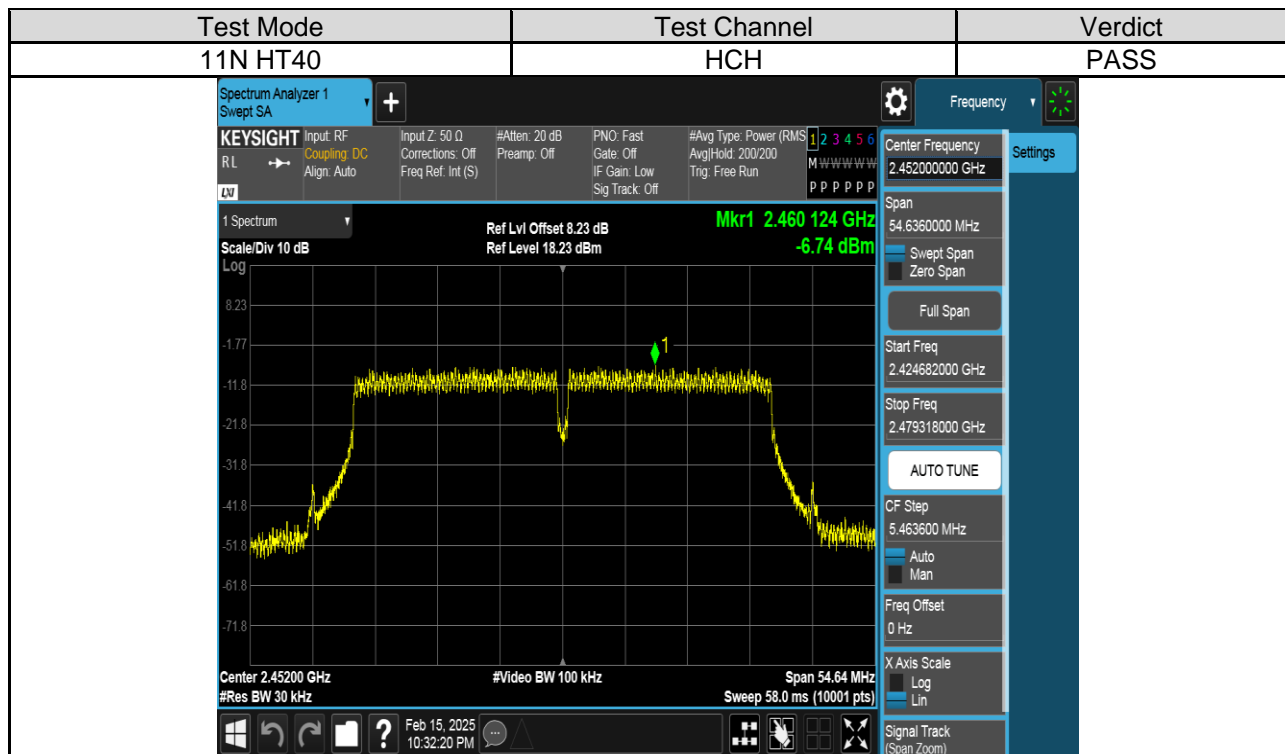 Test Mode Test Channel Verdict
11N HT40 HCH PASS
Spectrum Analyzer 1
Swept SA
+
Frequency
KEYSIGHT Input: RF Input Z: 50 Ω #Atten: 20 dB PNO: Fast #Avg Type: Power (RMS 1 2 3 4 5 6
RL Coupling: DC Corrections: Off Preamp: Off Gate: Off Avg|Hold: 200/200 M W W W W W
Align: Auto Freq Ref: Int (S) IF Gain: Low Trig: Free Run
LXI Sig Track: Off P P P P P P
1 Spectrum
Ref Lvl Offset 8.23 dB Mkr1 2.460 124 GHz
Scale/Div 10 dB Ref Level 18.23 dBm -6.74 dBm
Log
8.23
-1.77
1
-11.8
-21.8
-31.8
-41.8
-51.8
-61.8
-71.8
Center 2.45200 GHz #Video BW 100 kHz Span 54.64 MHz
#Res BW 30 kHz Sweep 58.0 ms (10001 pts)
? Feb 15, 2025
10:32:20 PM
Center Frequency
2.452000000 GHz
Settings
Span
54.6360000 MHz
Swept Span
Zero Span
Full Span
Start Freq
2.424682000 GHz
Stop Freq
2.479318000 GHz
AUTO TUNE
CF Step
5.463600 MHz
Auto
Man
Freq Offset
0 Hz
X Axis Scale
Log
Lin
Signal Track
(Span Zoom)